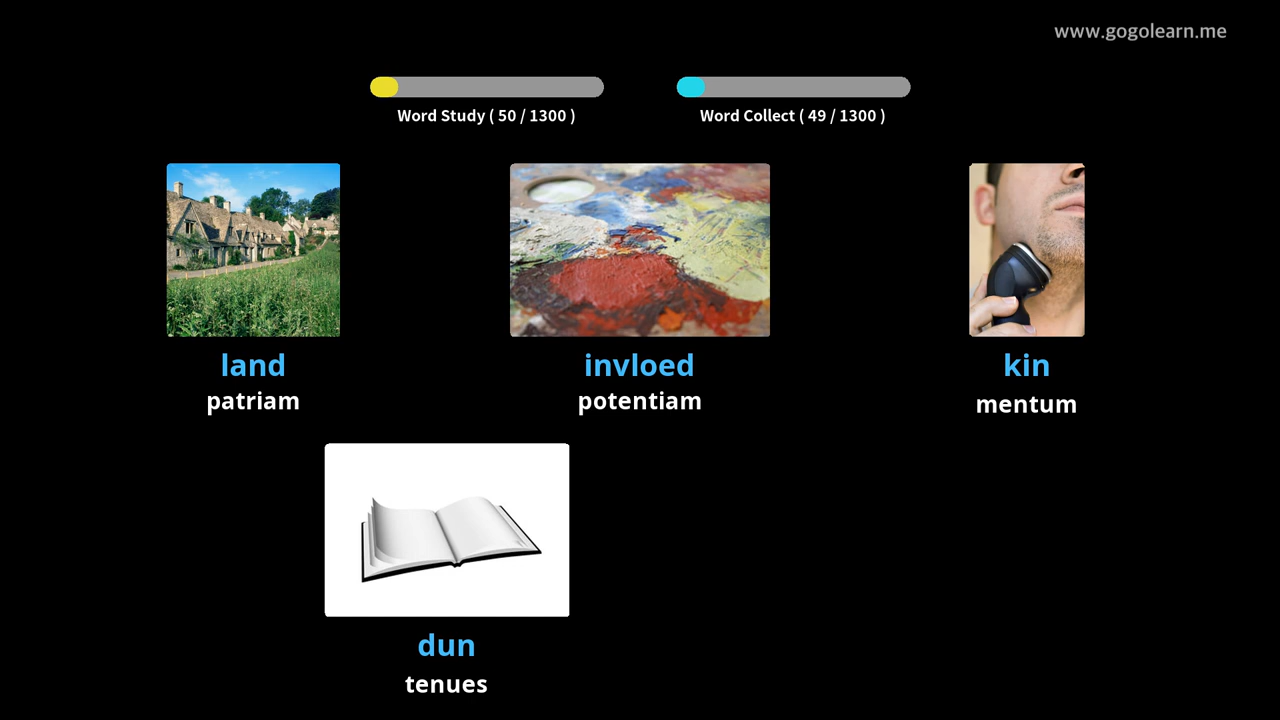 www.gogolearn.me
Word Study ( 50 / 1300 )
Word Collect ( 49 / 1300 )
land
patriam
invloed
potentiam
kin
mentum
dun
tenues